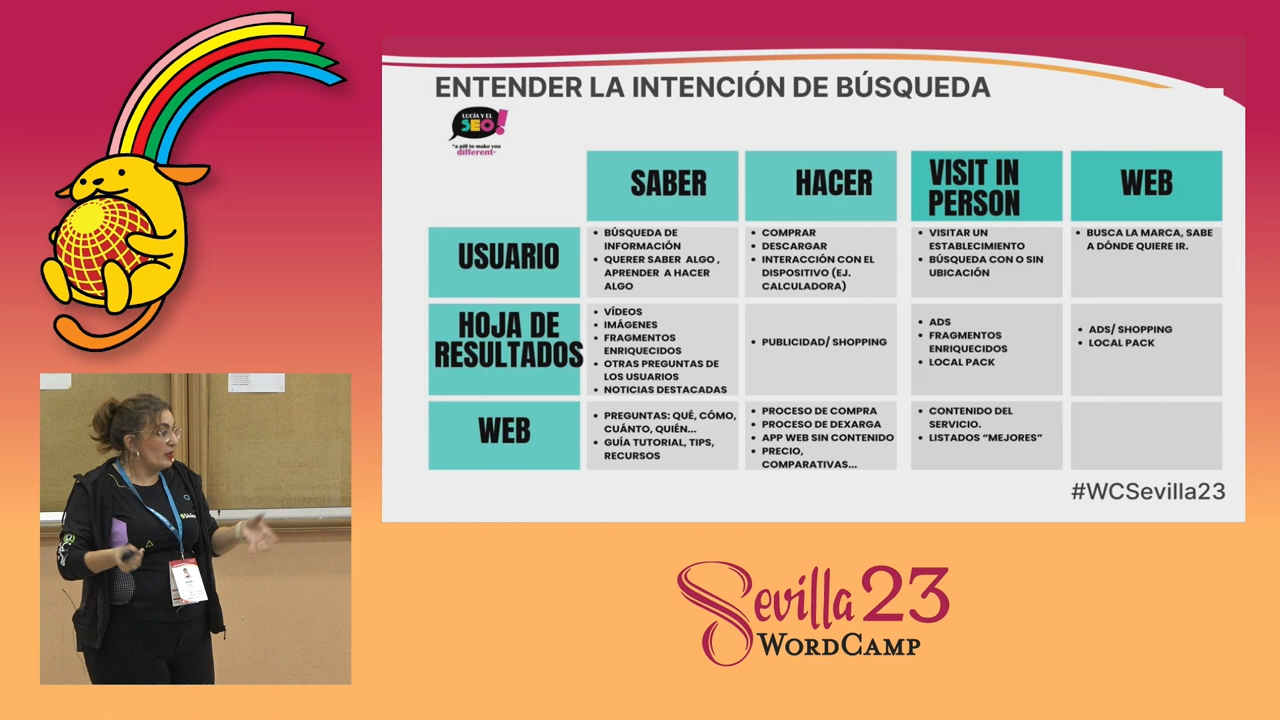 ENTENDER LA INTENCIÓN DE BÚSQUEDA
LUCÍA Y EL
SEO!
"a pill to make you
different"
SABER
HACER
VISIT IN
PERSON
WEB
USUARIO
• BÚSQUEDA DE
INFORMACIÓN
• QUERER SABER ALGO ,
APRENDER A HACER
ALGO
• COMPRAR
• DESCARGAR
• INTERACCIÓN CON EL
DISPOSITIVO (EJ.
CALCULADORA)
• VISITAR UN
ESTABLECIMIENTO
• BÚSQUEDA CON O SIN
UBICACIÓN
• BUSCA LA MARCA, SABE
A DÓNDE QUIERE IR.
HOJA DE
RESULTADOS
• VÍDEOS
• IMÁGENES
• FRAGMENTOS
ENRIQUECIDOS
• OTRAS PREGUNTAS DE
LOS USUARIOS
• NOTICIAS DESTACADAS
• PUBLICIDAD/ SHOPPING
• ADS
• FRAGMENTOS
ENRIQUECIDOS
• LOCAL PACK
• ADS/ SHOPPING
• LOCAL PACK
WEB
• PREGUNTAS: QUÉ, CÓMO,
CUÁNTO, QUIÉN...
• GUÍA TUTORIAL, TIPS,
RECURSOS
• PROCESO DE COMPRA
• PROCESO DE DEXARGA
• APP WEB SIN CONTENIDO
• PRECIO,
COMPARATIVAS...
• CONTENIDO DEL
SERVICIO.
• LISTADOS "MEJORES"
#WCSevilla23
Sevilla 23
WORDCAMP